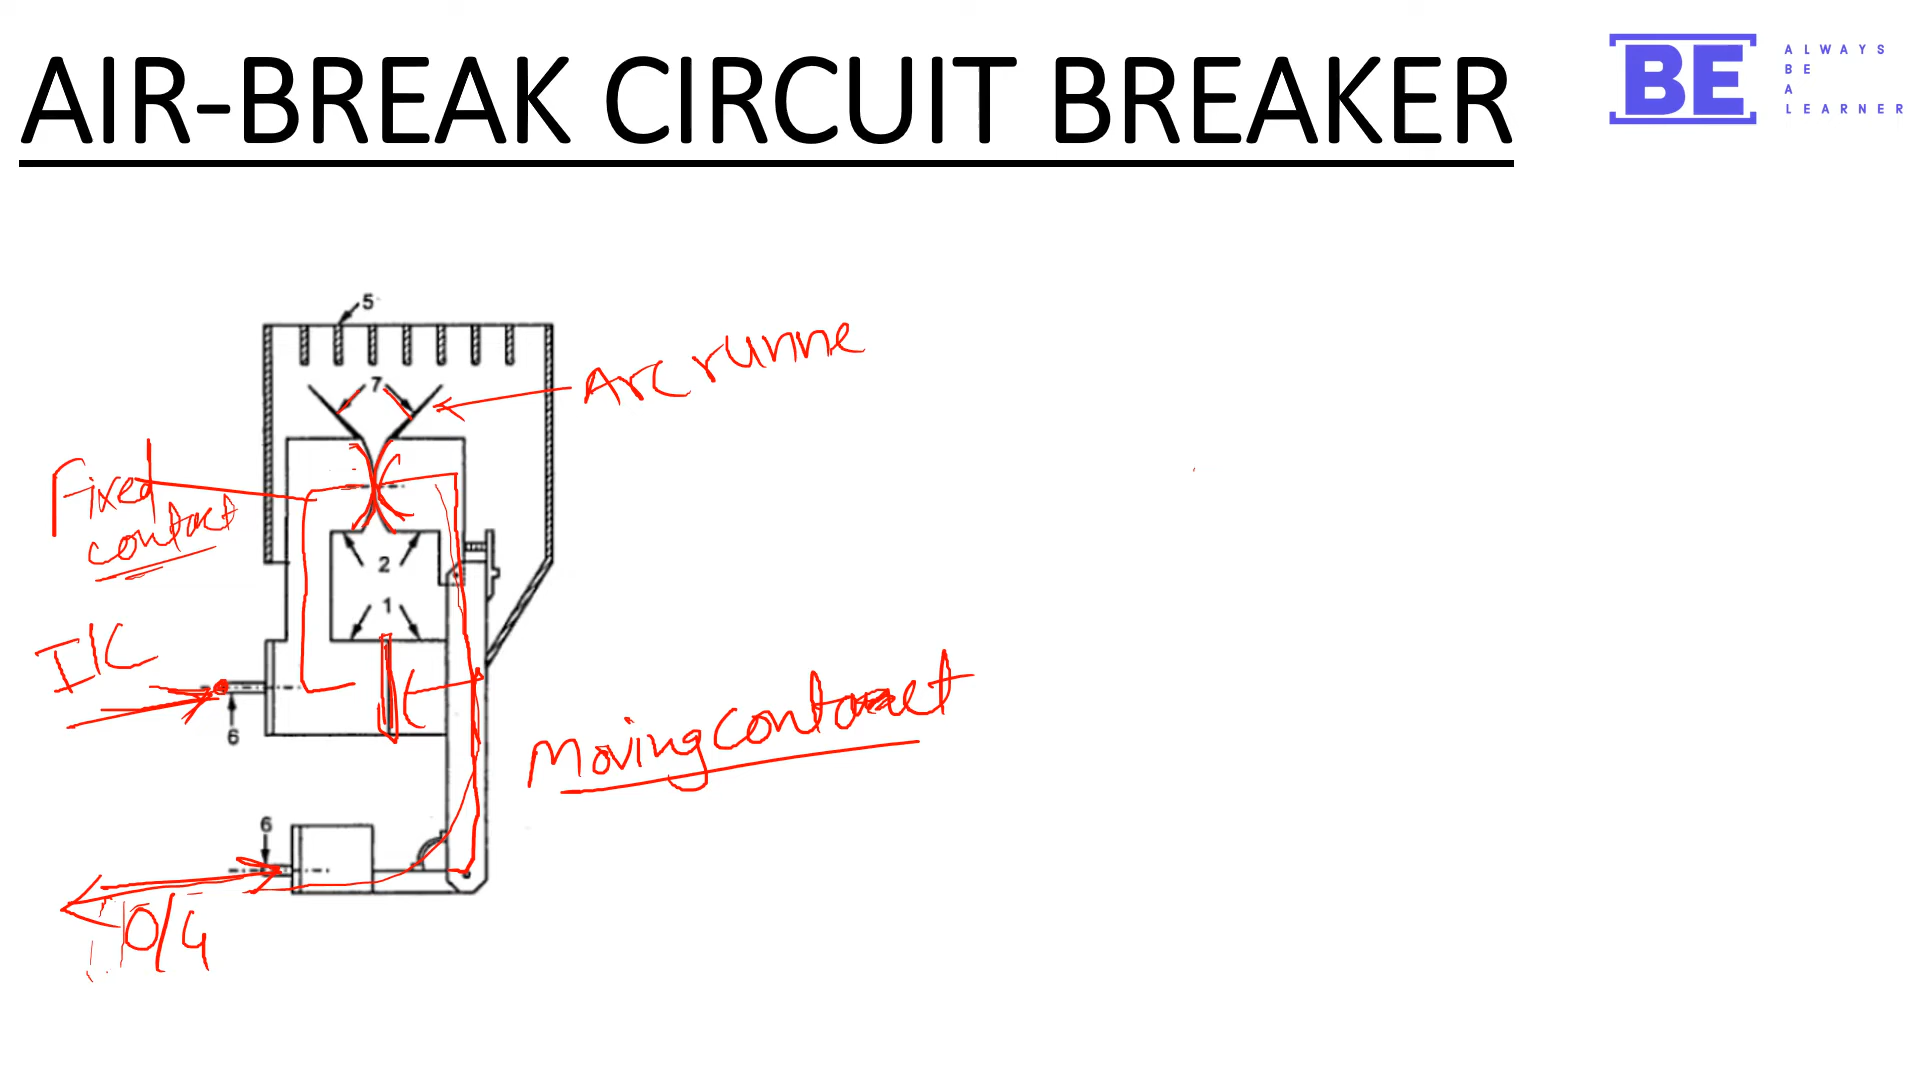 AIR-BREAK CIRCUIT BREAKER
BE
ALWAYS
BE
A
LEARNER
5
7
Arc runne
Fixed
contact
2
1
I/C
6
Moving contact
6
O/G